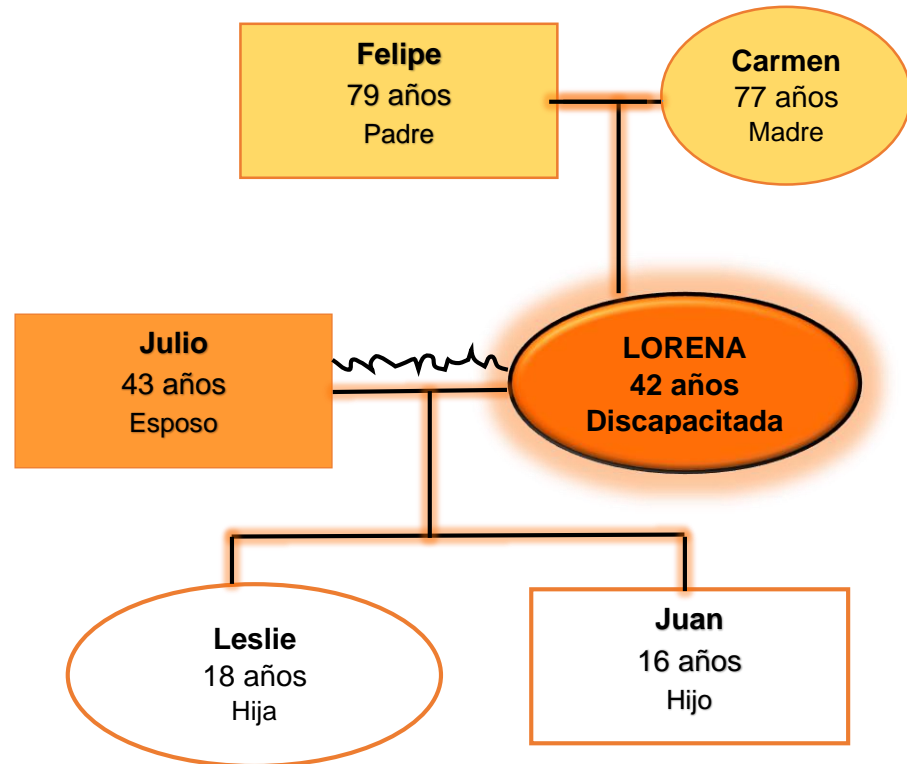 Felipe
79 años
Padre
Carmen
77 años
Madre
Julio
43 años
Esposo
LORENA
42 años
Discapacitada
Leslie
18 años
Hija
Juan
16 años
Hijo